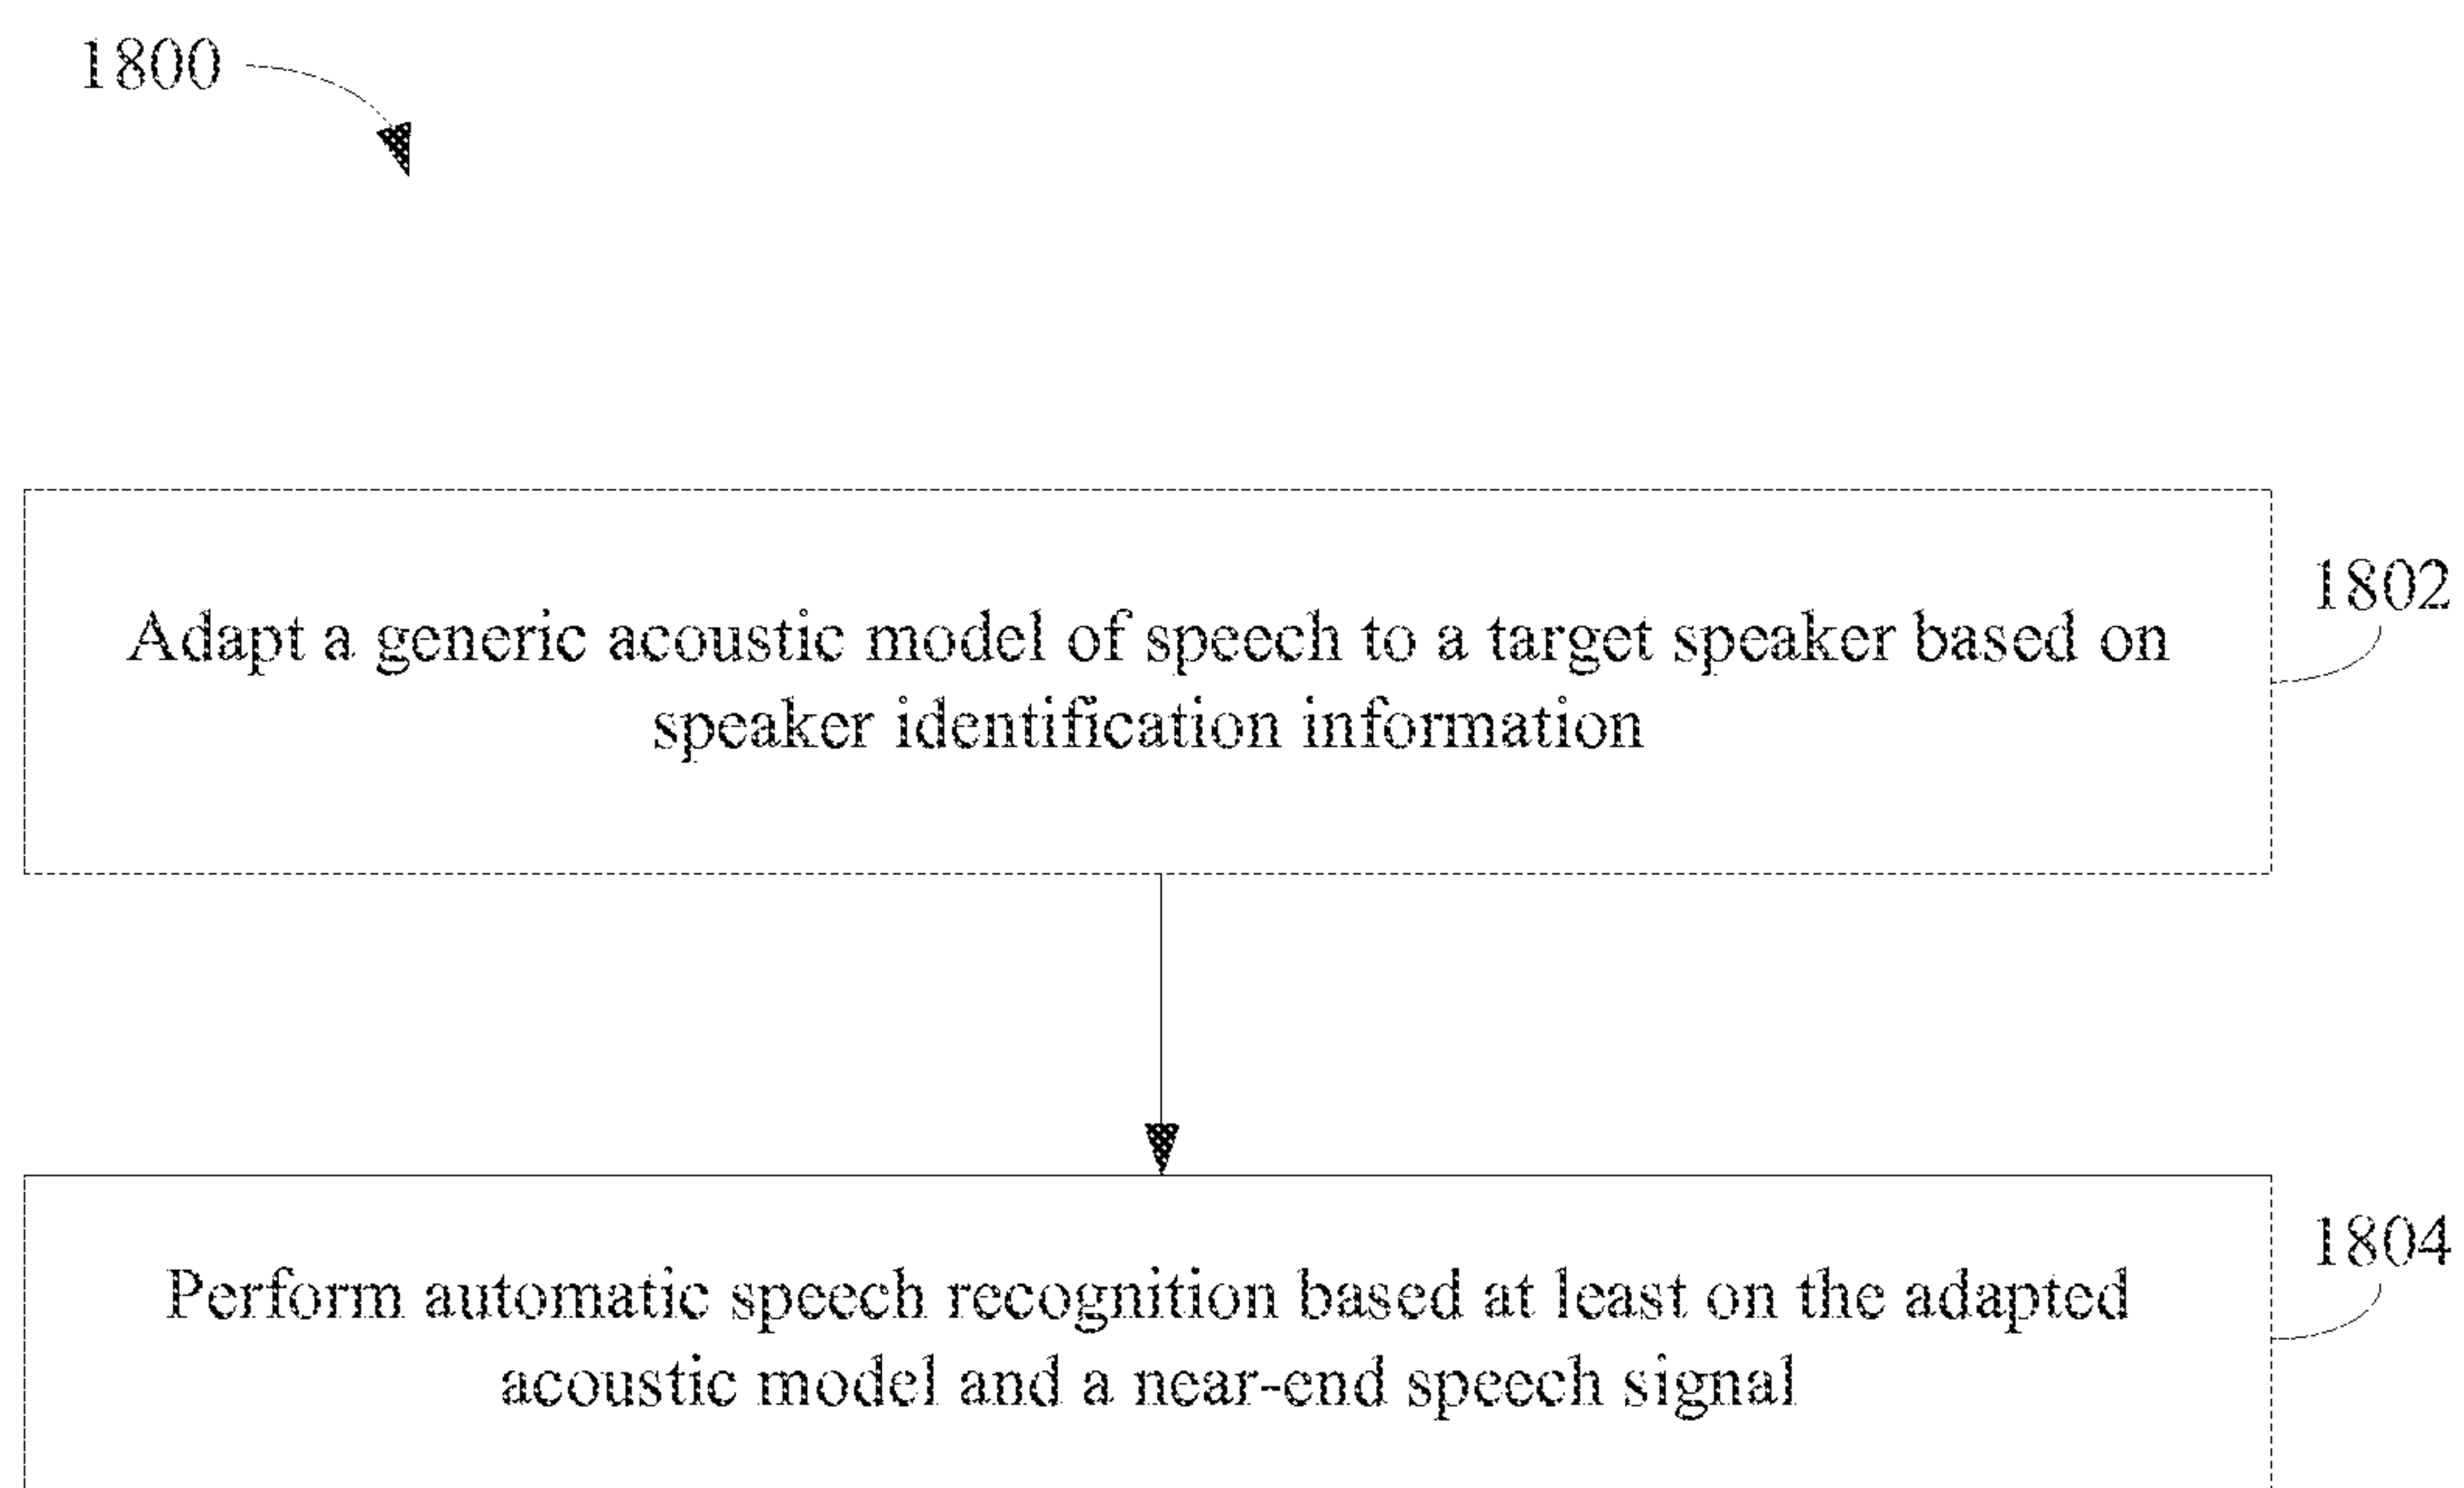 1800
1802
Adapt a generic acoustic model of speech to a target speaker based on
speaker identification information
1804
Perform automatic speech recognition based at least on the adapted
acoustic model and a near-end speech signal